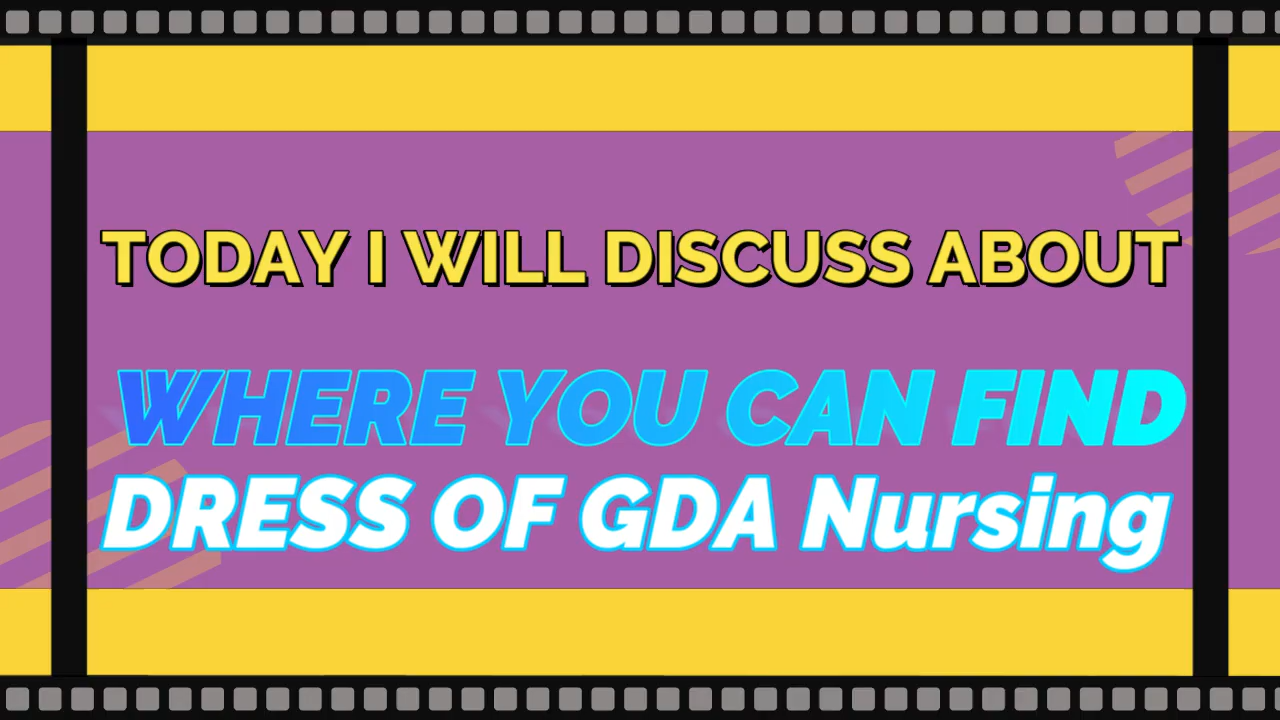 TODAY I WILL DISCUSS ABOUT
WHERE YOU CAN FIND
DRESS OF GDA Nursing